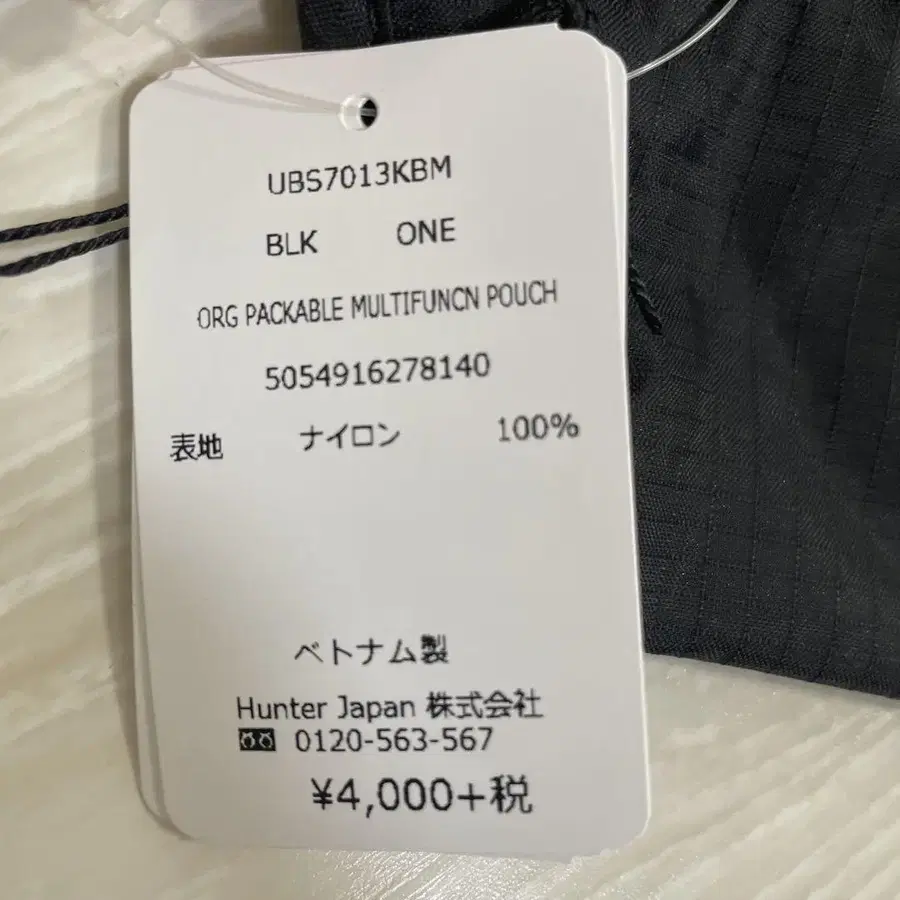 UBS7013KBM
BLK ONE
ORG PACKABLE MULTIFUNCN POUCH
5054916278140
表地 ナイロン 100%
ベトナム製
Hunter Japan 株式会社
0120-563-567
¥4,000+税